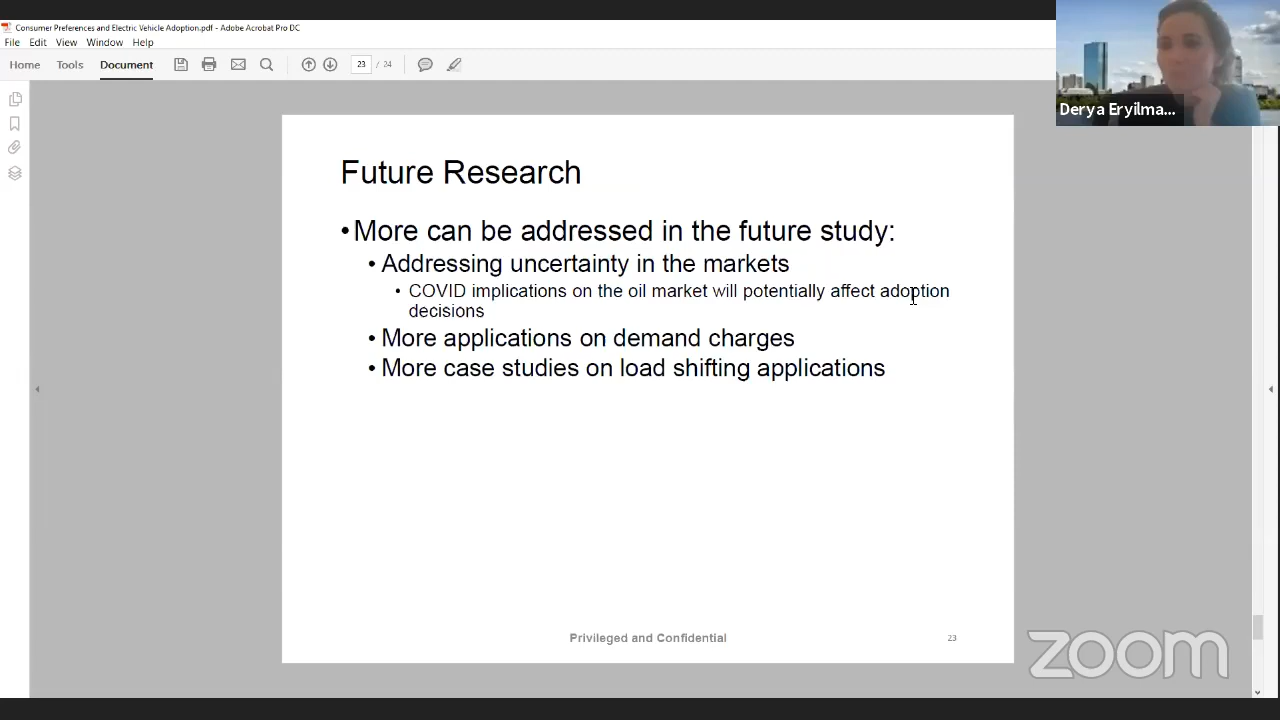 Consumer Preferences and Electric Vehicle Adoption.pdf - Adobe Acrobat Pro DC
File Edit View Window Help
Home Tools Document 23 / 24
Derya Eryilma...
Future Research
• More can be addressed in the future study:
• Addressing uncertainty in the markets
• COVID implications on the oil market will potentially affect adoption
decisions
• More applications on demand charges
• More case studies on load shifting applications
Privileged and Confidential 23
zoom